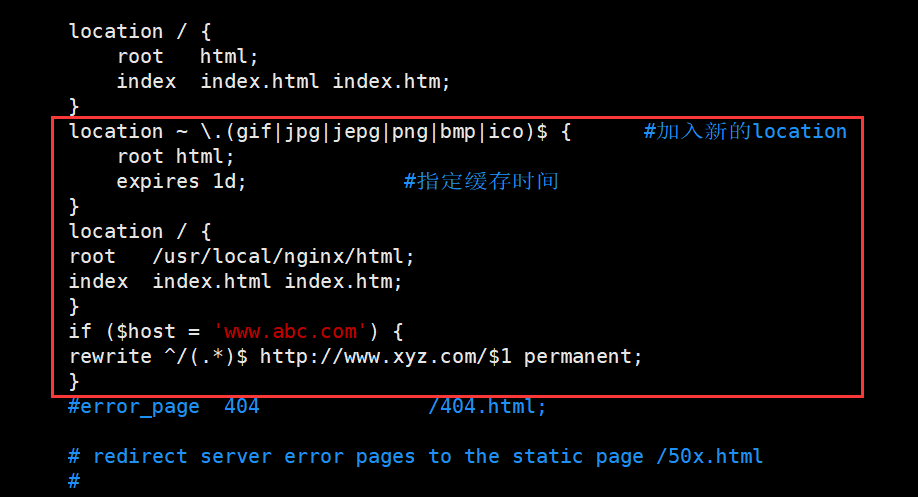 location / {
root html;
index index.html index.htm;
}
location ~ \.(gif|jpg|jepg|png|bmp|ico)$ { #加入新的location
root html;
expires 1d; #指定缓存时间
}
location / {
root /usr/local/nginx/html;
index index.html index.htm;
}
if ($host = 'www.abc.com') {
rewrite ^/(.*)$ http://www.xyz.com/$1 permanent;
}
#error_page 404 /404.html;
# redirect server error pages to the static page /50x.html
#